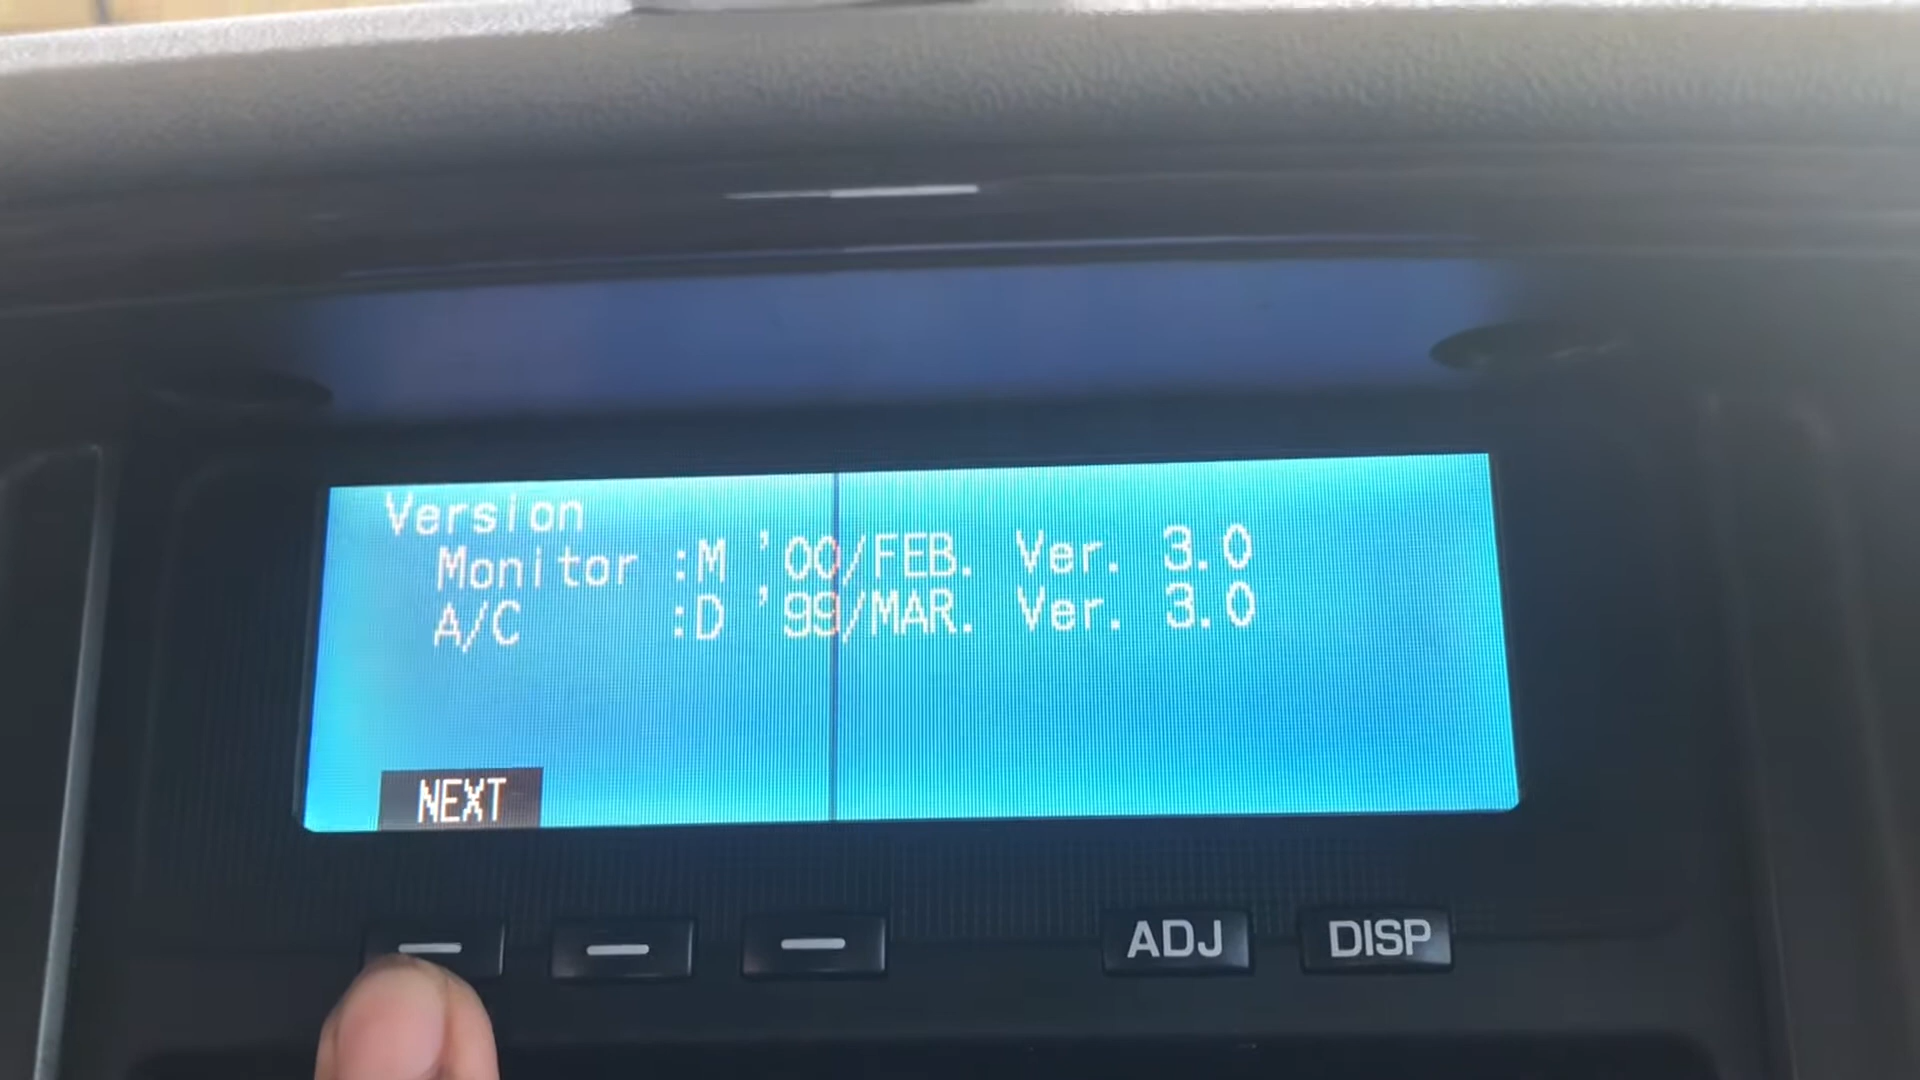 Version
Monitor :M '00/FEB. Ver. 3.0
A/C :D '99/MAR. Ver. 3.0
NEXT
ADJ DISP